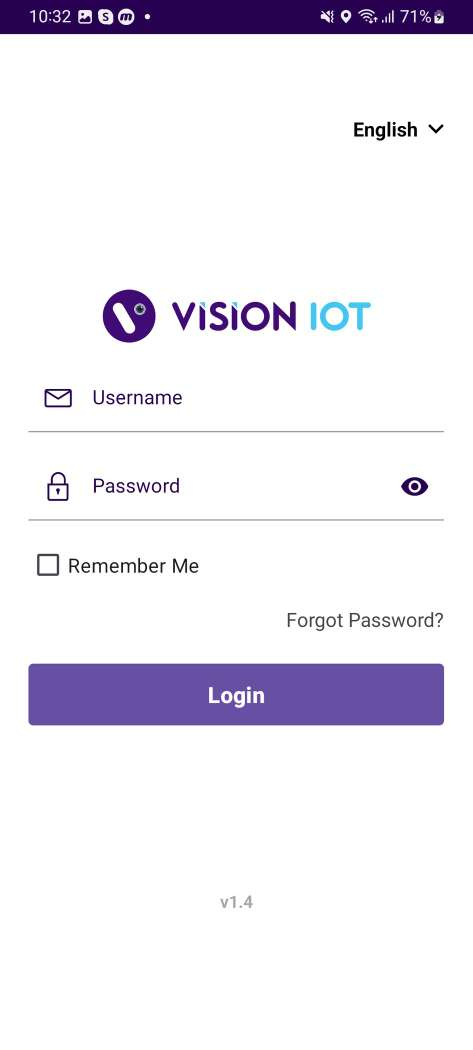 10:32 71%
English
VISION IOT
Username
Password
Remember Me
Forgot Password?
Login
v1.4